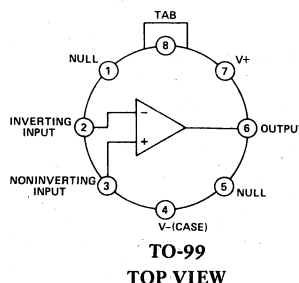 TAB
8
NULL
1
7
V+
INVERTING
INPUT
2
−
6
OUTPUT
+
NONINVERTING
INPUT
3
5
NULL
4
V−(CASE)
TO-99
TOP VIEW